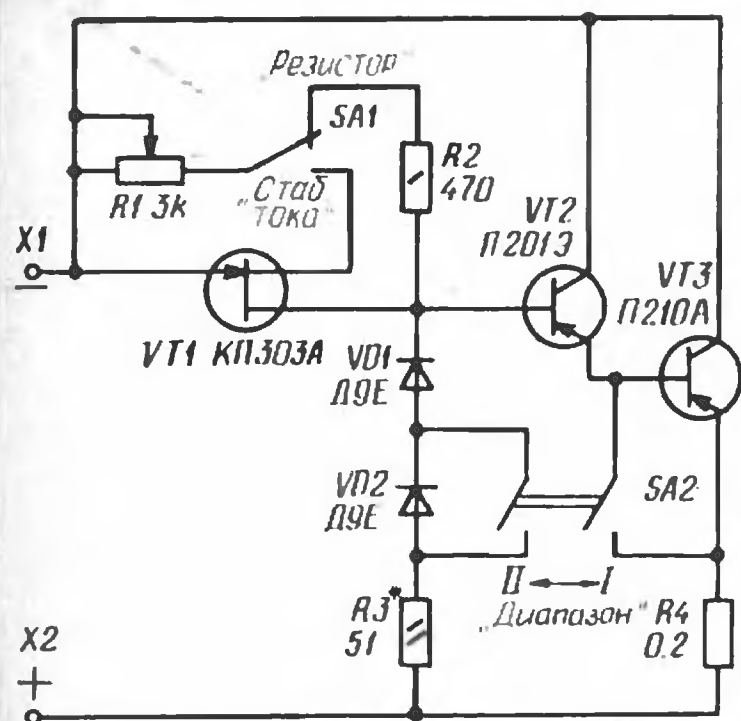 Резистор
SA1
R1 3к
„Стаб
тока"
R2
470
VT2
П201Э
VT3
П210А
X1
−
VT1 КП303А
VD1
Д9Е
VD2
Д9Е
SA2
II ⟷ I
„Диапазон"
R3*
51
R4
0.2
X2
+